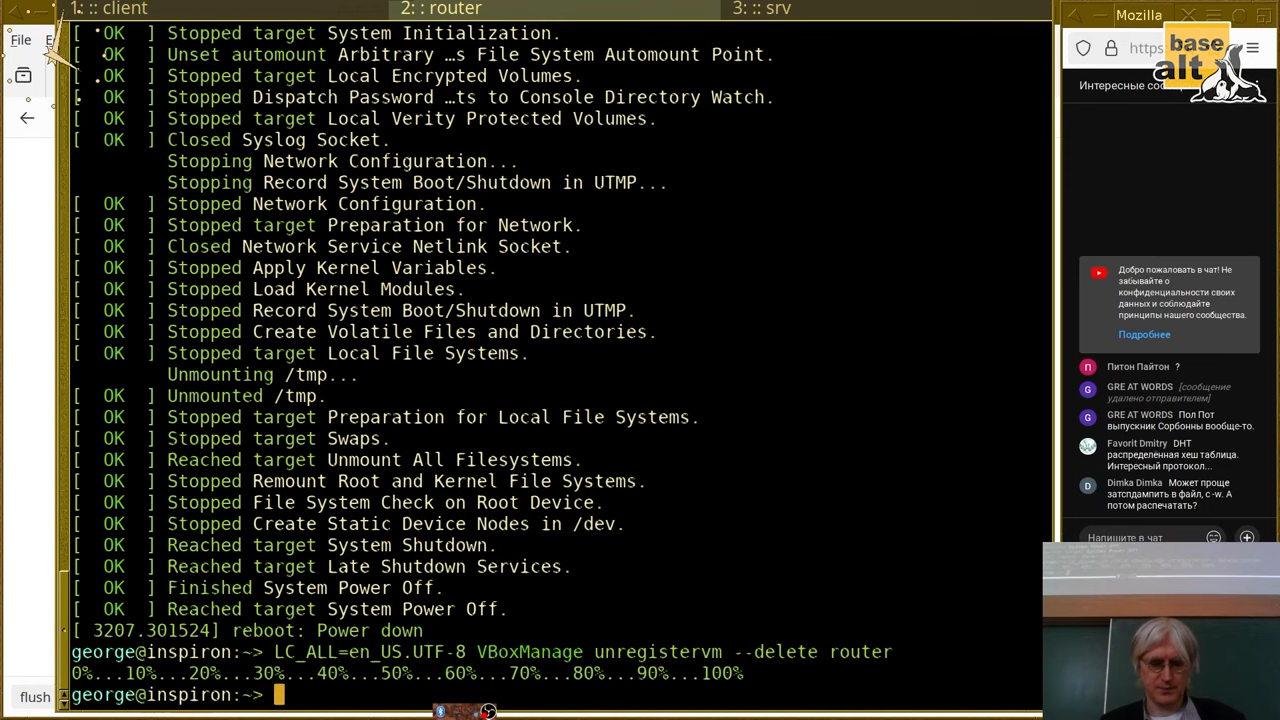 1: :: client
2: : router
3: :: srv
Mozilla
File
[ OK ] Stopped target System Initialization.
[ OK ] Unset automount Arbitrary …s File System Automount Point.
[ OK ] Stopped target Local Encrypted Volumes.
[ OK ] Stopped Dispatch Password …ts to Console Directory Watch.
[ OK ] Stopped target Local Verity Protected Volumes.
[ OK ] Closed Syslog Socket.
Stopping Network Configuration...
Stopping Record System Boot/Shutdown in UTMP...
[ OK ] Stopped Network Configuration.
[ OK ] Stopped target Preparation for Network.
[ OK ] Closed Network Service Netlink Socket.
[ OK ] Stopped Apply Kernel Variables.
[ OK ] Stopped Load Kernel Modules.
[ OK ] Stopped Record System Boot/Shutdown in UTMP.
[ OK ] Stopped Create Volatile Files and Directories.
[ OK ] Stopped target Local File Systems.
Unmounting /tmp...
[ OK ] Unmounted /tmp.
[ OK ] Stopped target Preparation for Local File Systems.
[ OK ] Stopped target Swaps.
[ OK ] Reached target Unmount All Filesystems.
[ OK ] Stopped Remount Root and Kernel File Systems.
[ OK ] Stopped File System Check on Root Device.
[ OK ] Stopped Create Static Device Nodes in /dev.
[ OK ] Reached target System Shutdown.
[ OK ] Reached target Late Shutdown Services.
[ OK ] Finished System Power Off.
[ OK ] Reached target System Power Off.
[ 3207.301524] reboot: Power down
george@inspiron:~> LC_ALL=en_US.UTF-8 VBoxManage unregistervm --delete router
0%...10%...20%...30%...40%...50%...60%...70%...80%...90%...100%
george@inspiron:~>
flush
https
base
alt
Интересные
Добро пожаловать в чат! Не
забывайте о
конфиденциальности своих
данных и соблюдайте
принципы нашего сообщества.
Подробнее
П Питон Пайтон ?
G GRE AT WORDS [сообщение
удалено отправителем]
G GRE AT WORDS Пол Пот
выпускник Сорбонны вообще-то.
Favorit Dmitry DHT
распределённая хеш таблица.
Интересный протокол...
D Dimka Dimka Может проще
затспдампить в файл, с -w. А
потом распечатать?
Напишите в чат